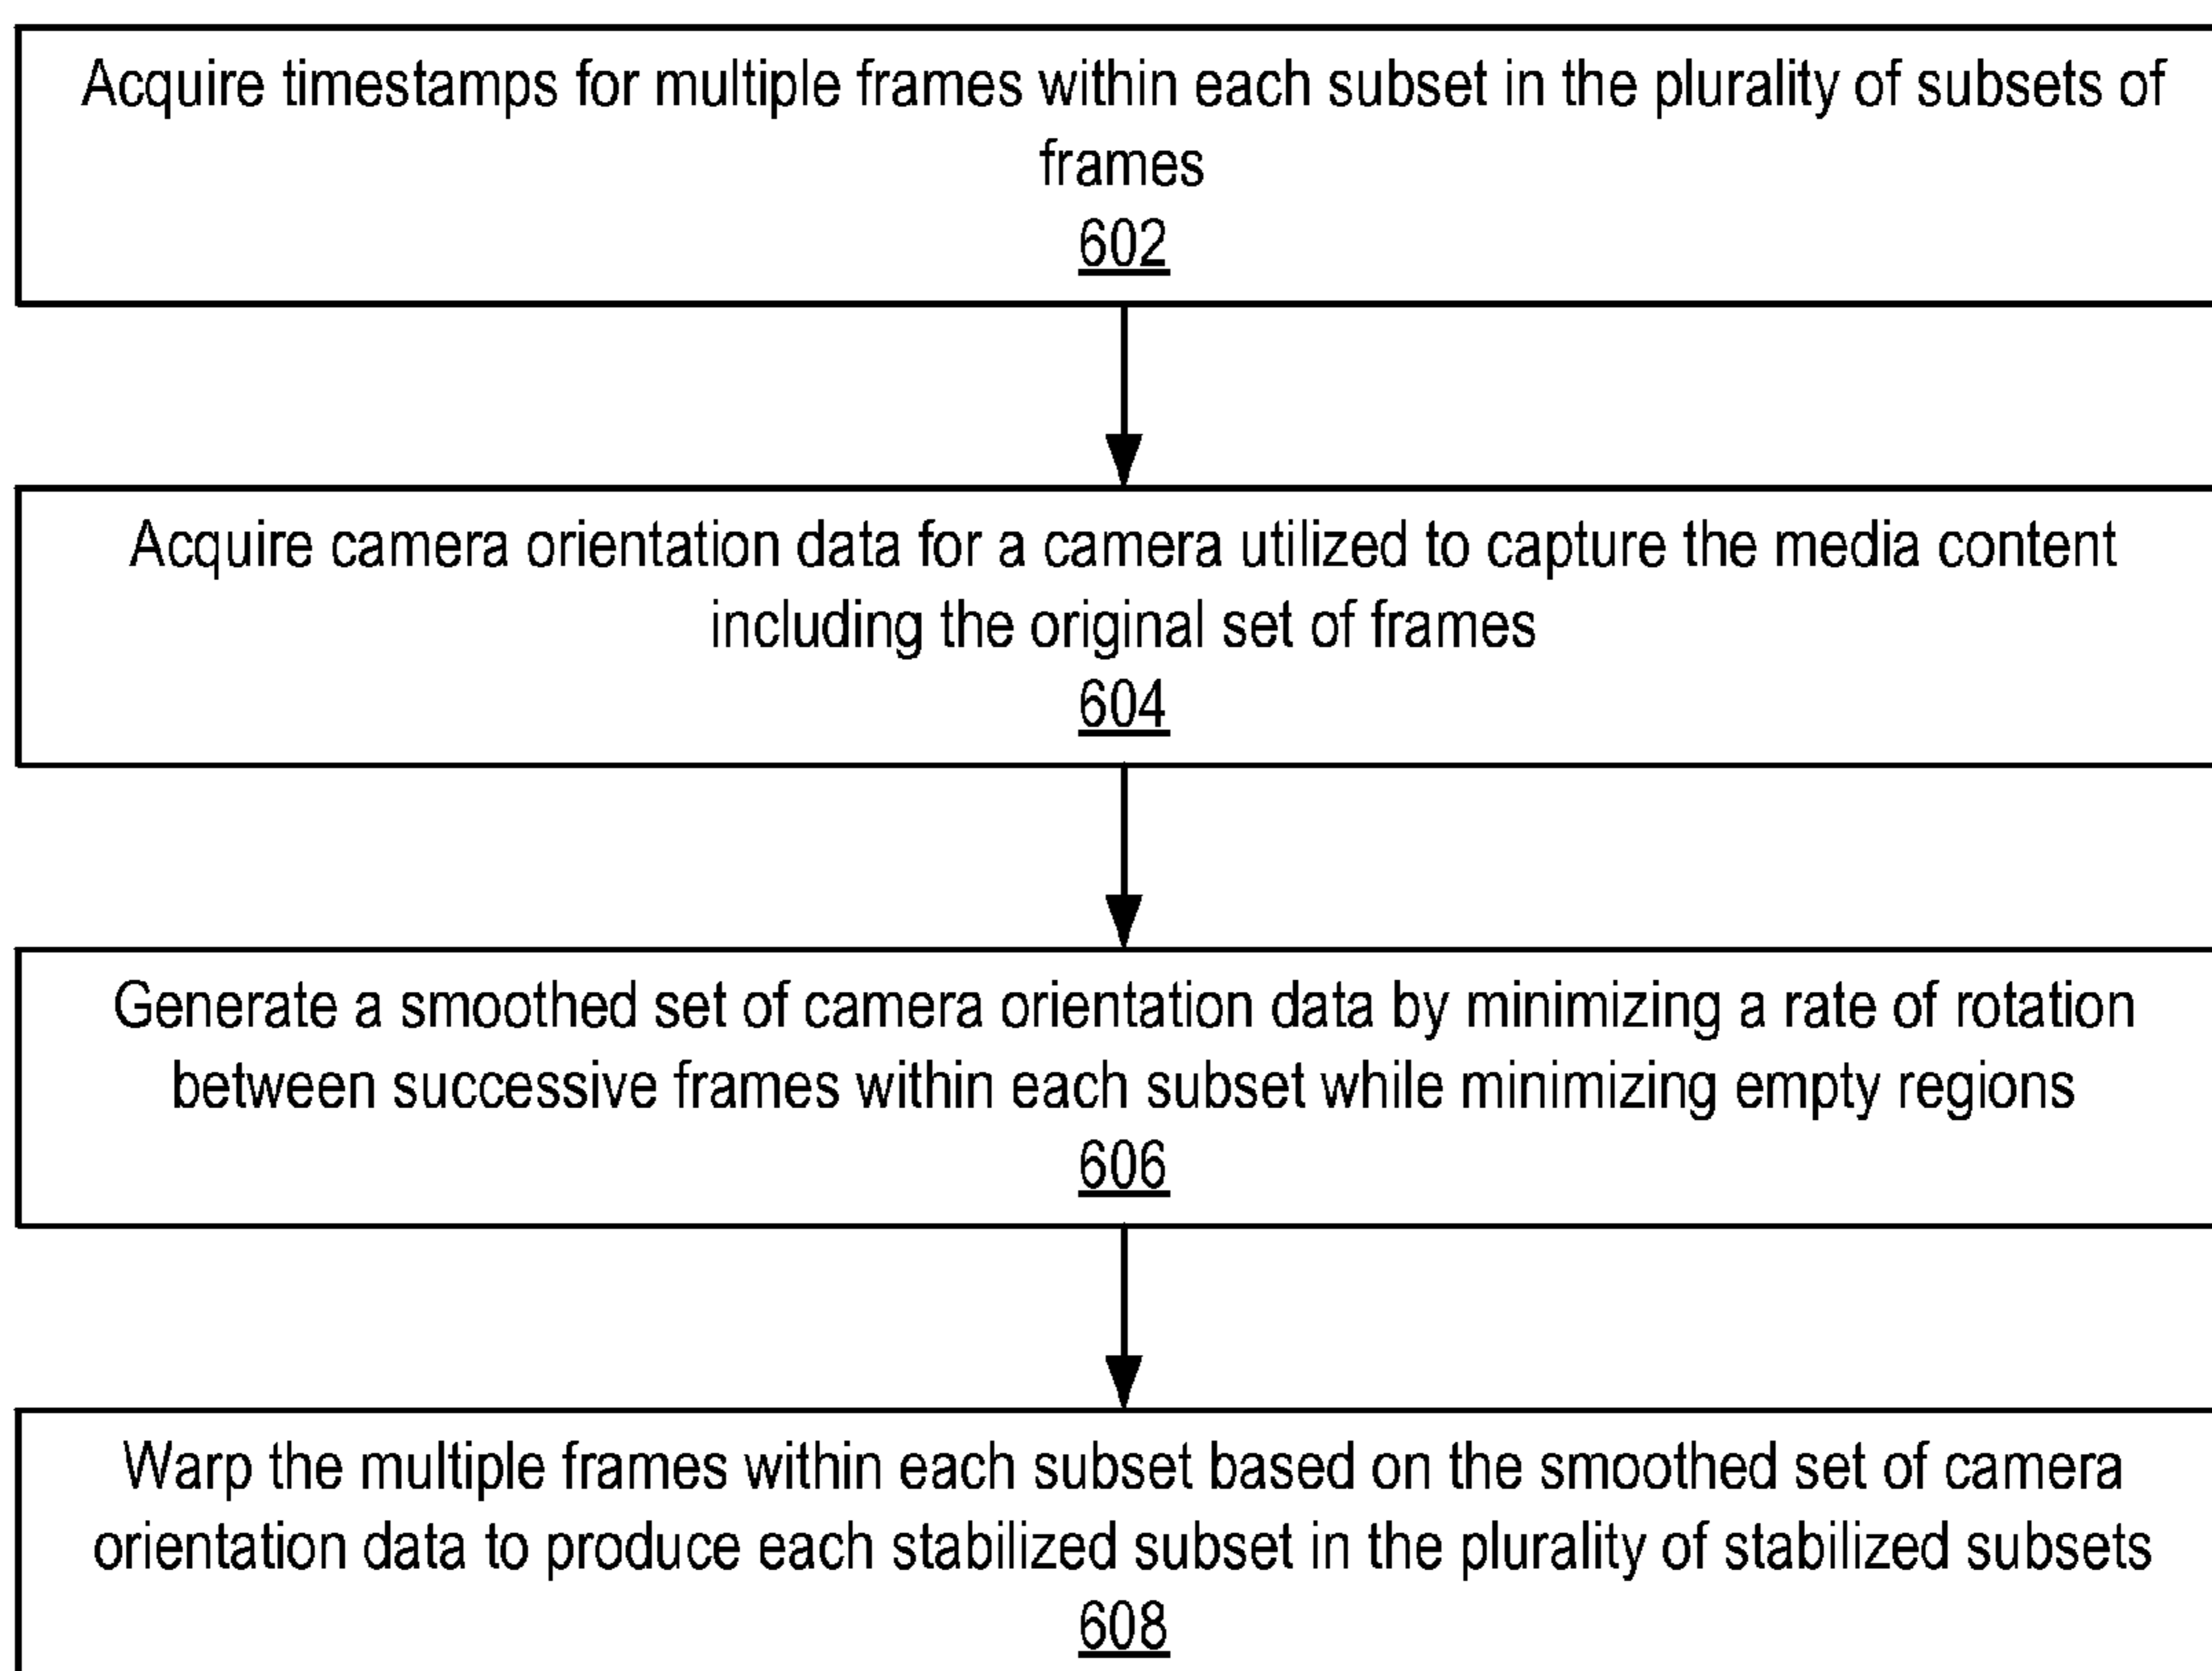 Acquire timestamps for multiple frames within each subset in the plurality of subsets of
frames
602
Acquire camera orientation data for a camera utilized to capture the media content
including the original set of frames
604
Generate a smoothed set of camera orientation data by minimizing a rate of rotation
between successive frames within each subset while minimizing empty regions
606
Warp the multiple frames within each subset based on the smoothed set of camera
orientation data to produce each stabilized subset in the plurality of stabilized subsets
608